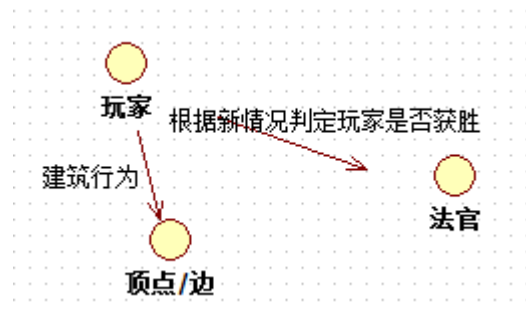 玩家
根据新情况判定玩家是否获胜
建筑行为
法官
顶点/边